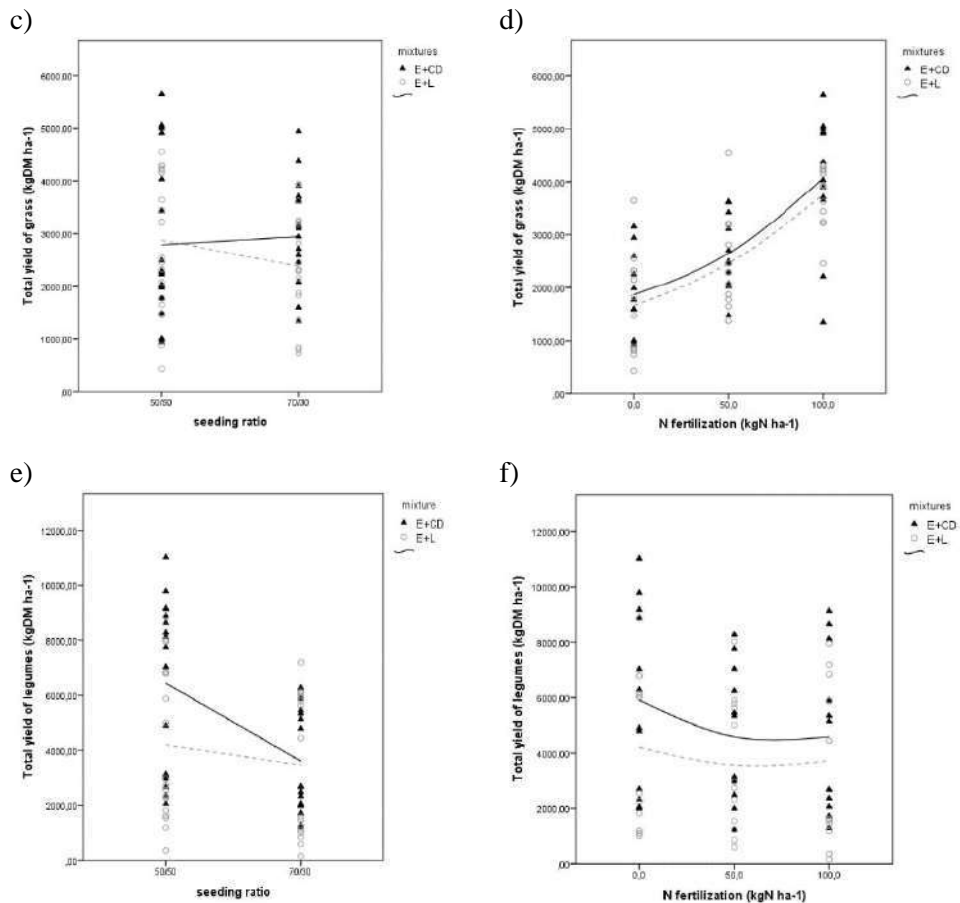 c)
mixtures
E+CD
E+L
6000,00
5000,00
4000,00
3000,00
2000,00
1000,00
,00
Total yield of grass (kgDM ha-1)
50/50
70/30
seeding ratio
d)
mixtures
E+CD
E+L
6000,00
5000,00
4000,00
3000,00
2000,00
1000,00
,00
Total yield of grass (kgDM ha-1)
0,0
50,0
100,0
N fertilization (kgN ha-1)
e)
mixture
E+CD
E+L
12000,00
10000,00
8000,00
6000,00
4000,00
2000,00
,00
Total yield of legumes (kgDM ha-1)
50/50
70/30
seeding ratio
f)
mixtures
E+CD
E+L
12000,00
10000,00
8000,00
6000,00
4000,00
2000,00
,00
Total yield of legumes (kgDM ha-1)
0,0
50,0
100,0
N fertilization (kgN ha-1)